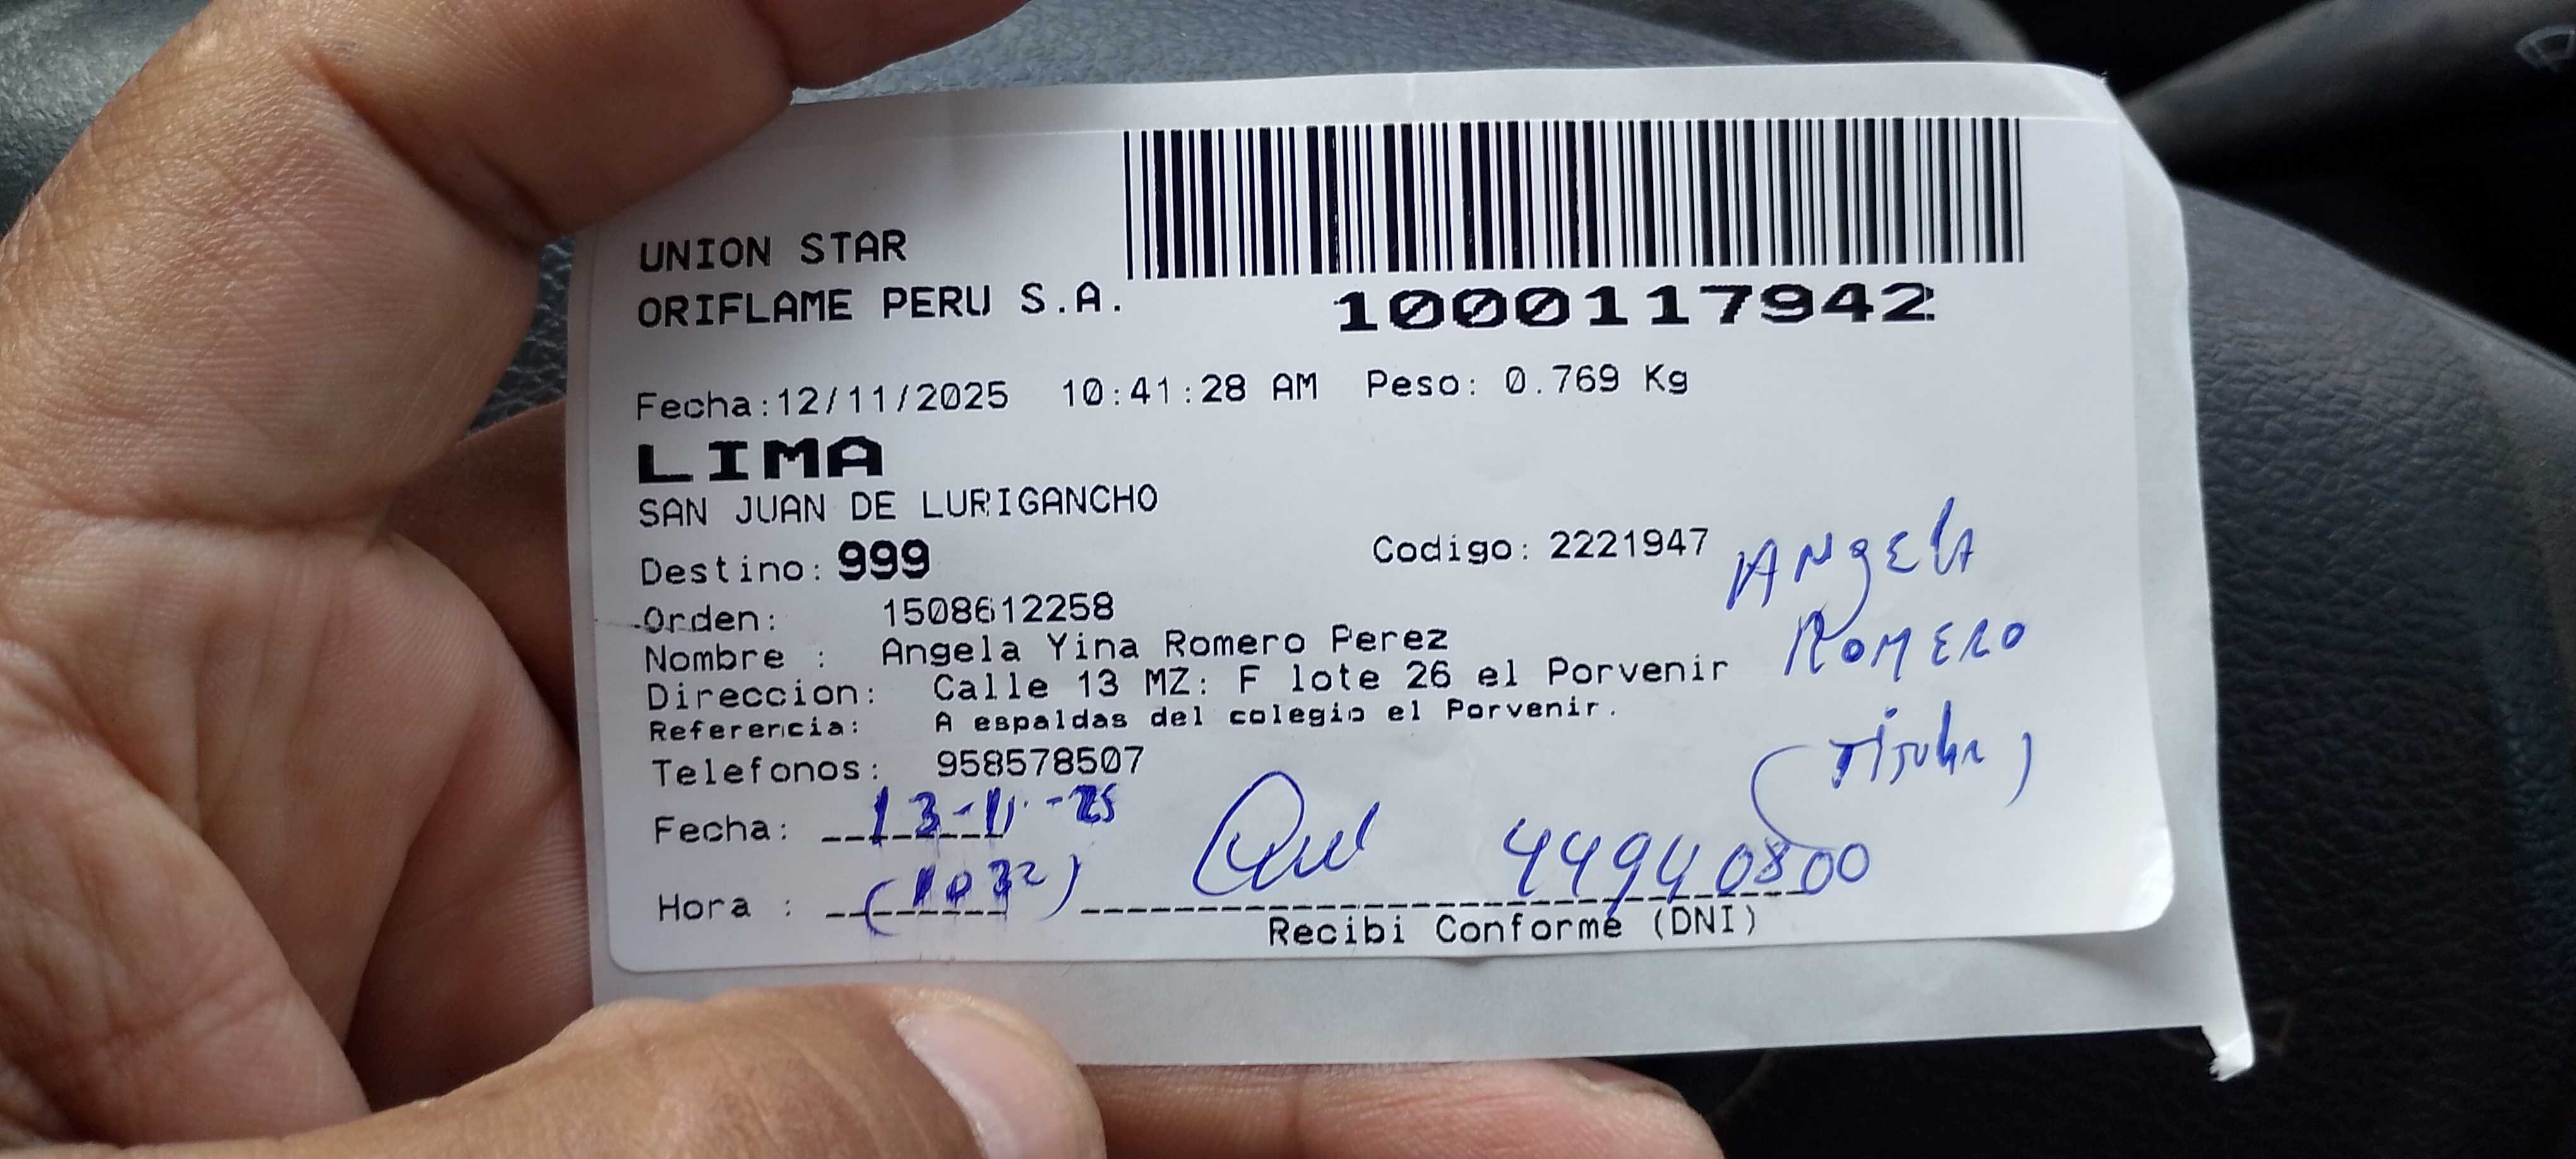 UNION STAR
ORIFLAME PERU S.A.
1000117942
Fecha:12/11/2025 10:41:28 AM Peso: 0.769 Kg
LIMA
SAN JUAN DE LURIGANCHO
Destino: 999
Codigo: 2221947
Orden: 1508612258
Nombre : Angela Yina Romero Perez
Direccion: Calle 13 MZ: F lote 26 el Porvenir
Referencia: A espaldas del colegio el Porvenir.
Telefonos: 958578507
ANgELA
ROMERO
(Titular)
Fecha: 13-11-25
Hora : (1032)
44940800
Recibi Conforme (DNI)